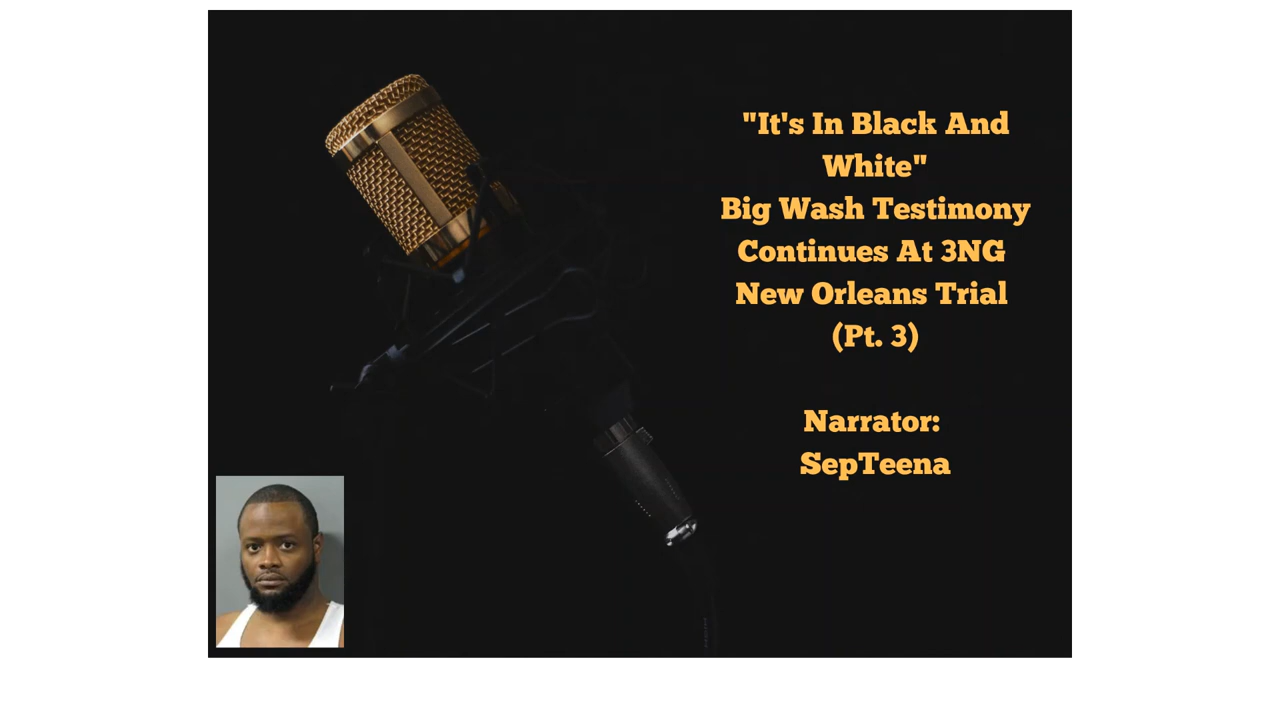 "It's In Black And
White"
Big Wash Testimony
Continues At 3NG
New Orleans Trial
(Pt. 3)
Narrator:
SepTeena